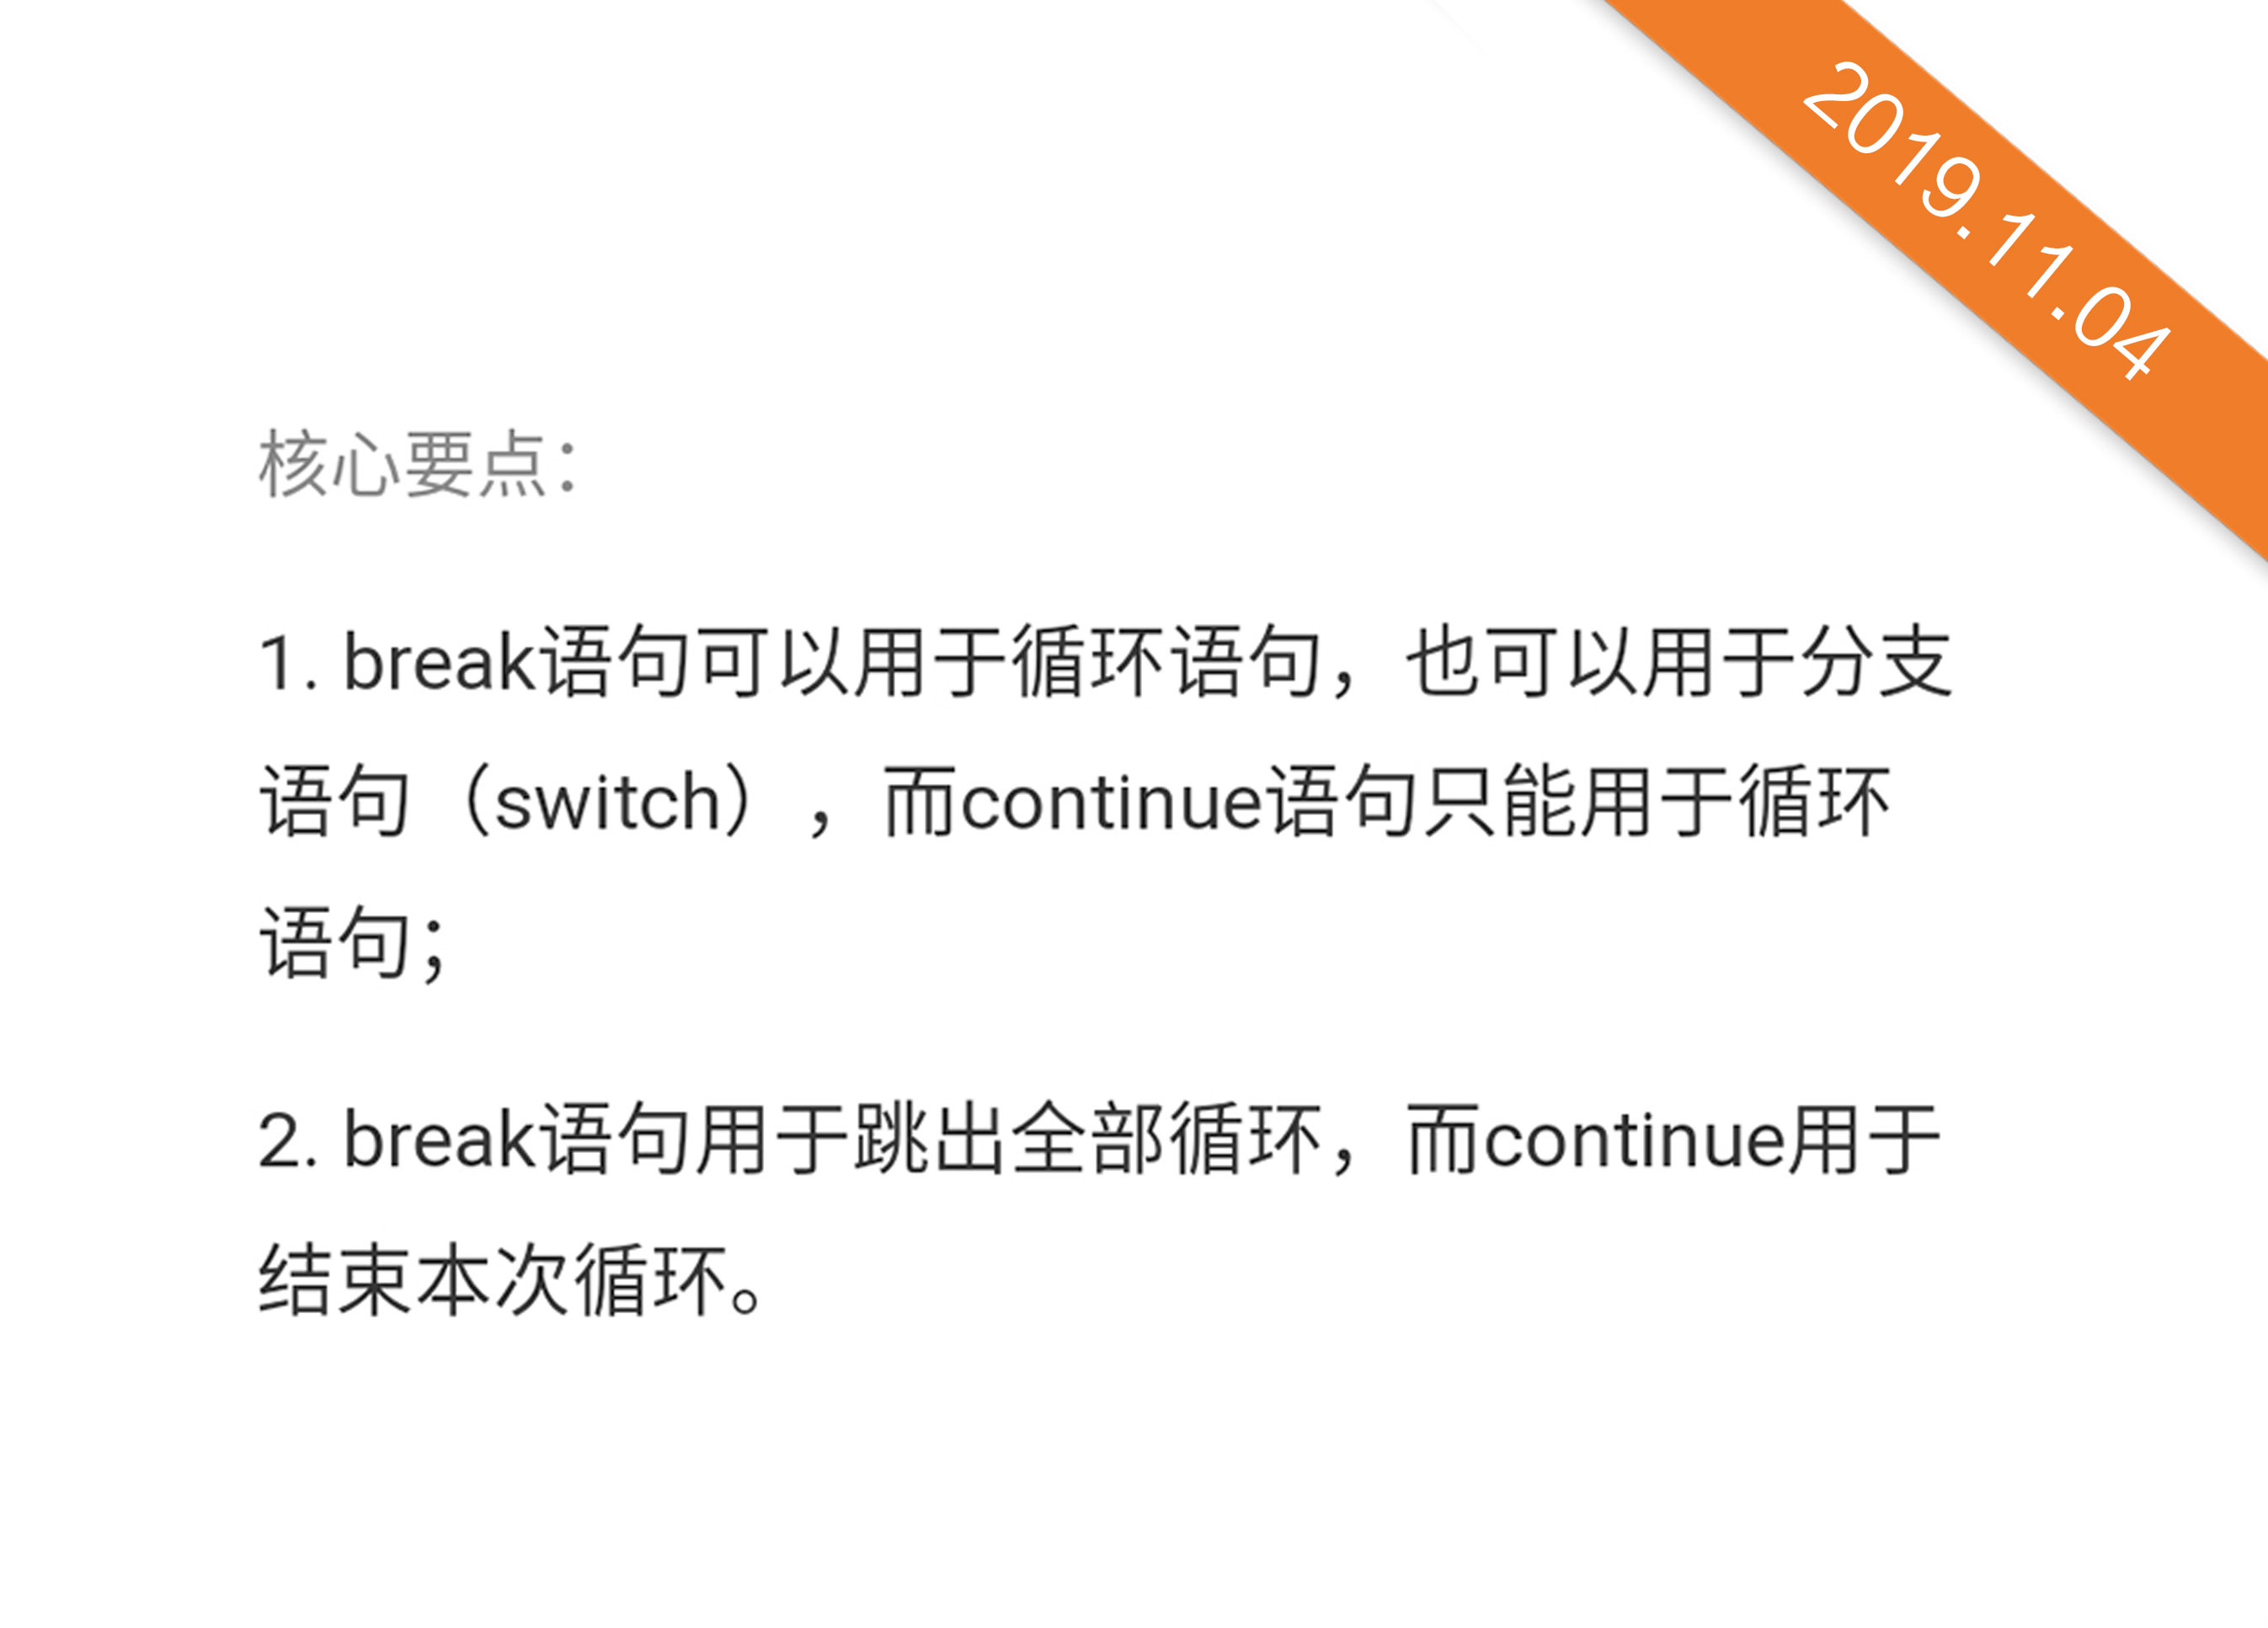 2019.11.04
核心要点：
1. break语句可以用于循环语句，也可以用于分支
语句（switch），而continue语句只能用于循环
语句；
2. break语句用于跳出全部循环，而continue用于
结束本次循环。